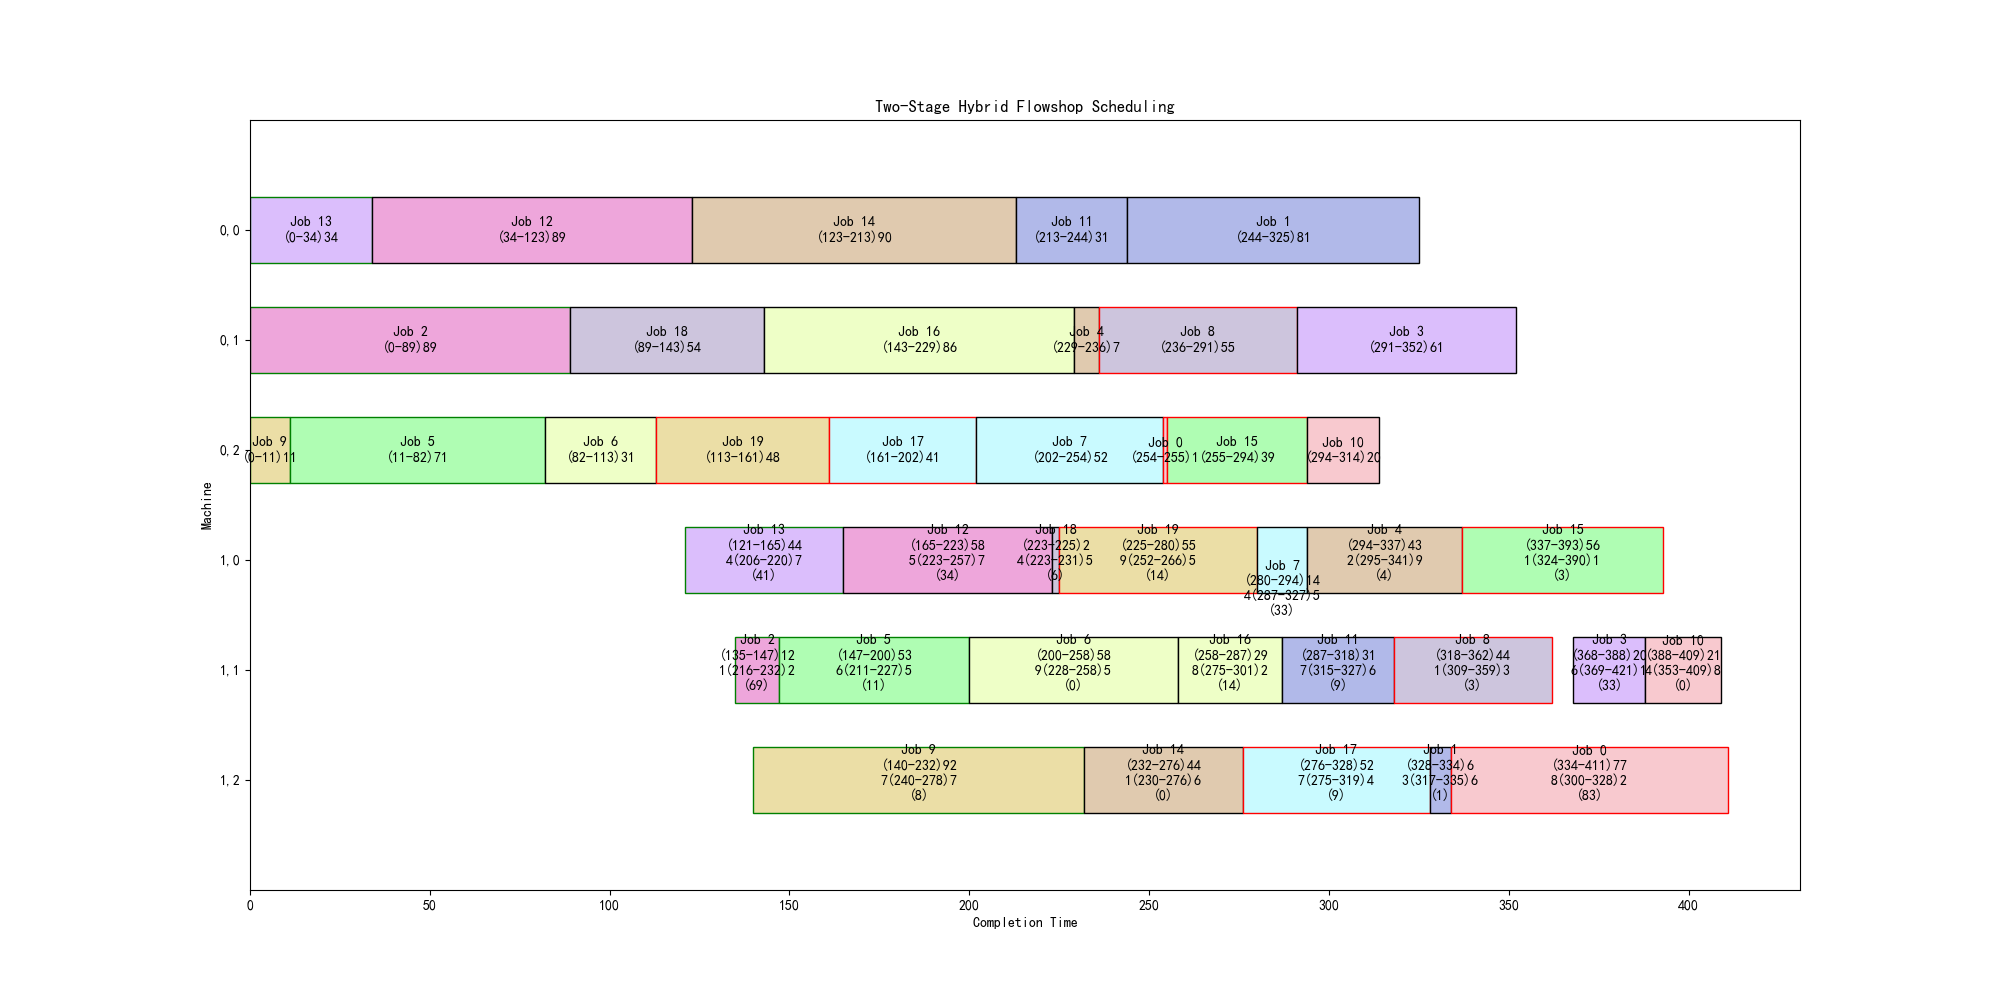 Two-Stage Hybrid Flowshop Scheduling
Machine
0,0
Job 13
(0-34)34
Job 12
(34-123)89
Job 14
(123-213)90
Job 11
(213-244)31
Job 1
(244-325)81
0,1
Job 2
(0-89)89
Job 18
(89-143)54
Job 16
(143-229)86
Job 4
(229-236)7
Job 8
(236-291)55
Job 3
(291-352)61
0,2
Job 9
(0-11)11
Job 5
(11-82)71
Job 6
(82-113)31
Job 19
(113-161)48
Job 17
(161-202)41
Job 7
(202-254)52
Job 0
(254-255)1
Job 15
(255-294)39
Job 10
(294-314)20
1,0
Job 13
(121-165)44
4(206-220)7
(41)
Job 12
(165-223)58
5(223-257)7
(34)
Job 18
(223-225)2
4(223-231)5
(6)
Job 19
(225-280)55
9(252-266)5
(14)
Job 7
(280-294)14
4(287-327)5
(33)
Job 4
(294-337)43
2(295-341)9
(4)
Job 15
(337-393)56
1(324-390)1
(3)
1,1
Job 2
(135-147)12
1(216-232)2
(69)
Job 5
(147-200)53
6(211-227)5
(11)
Job 6
(200-258)58
9(228-258)5
(0)
Job 16
(258-287)29
8(275-301)2
(14)
Job 11
(287-318)31
7(315-327)6
(9)
Job 8
(318-362)44
1(309-359)3
(3)
Job 3
(368-388)20
(33)
Job 10
(388-409)21
4(353-409)8
(0)
1,2
Job 9
(140-232)92
7(240-278)7
(8)
Job 14
(232-276)44
1(230-276)6
(0)
Job 17
(276-328)52
7(275-319)4
(9)
Job 1
(328-334)6
3(317-335)6
(1)
Job 0
(334-411)77
8(300-328)2
(83)
0
50
100
150
200
250
300
350
400
Completion Time